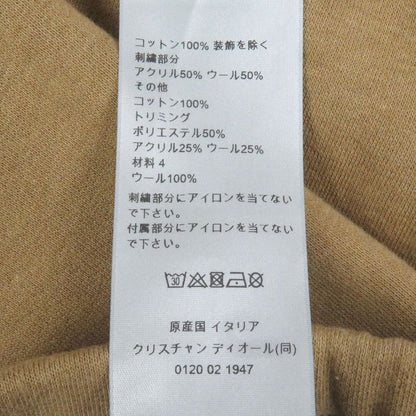 コットン100% 装飾を除く
刺繍部分
アクリル50% ウール50%
その他
コットン100%
トリミング
ポリエステル50%
アクリル25% ウール25%
材料 4
ウール100%
刺繍部分にアイロンを当てない
で下さい。
付属部分にアイロンを当てない
で下さい。
30
原産国 イタリア
クリスチャン ディオール(同)
0120 02 1947